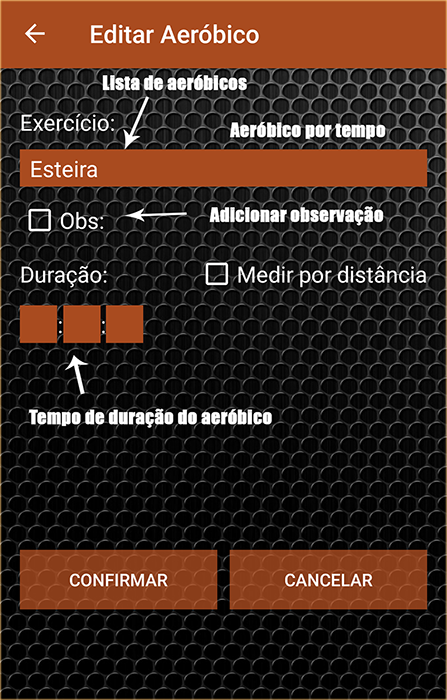 Editar Aeróbico
Lista de aeróbicos
Exercício:
Aeróbico por tempo
Esteira
Obs:
Adicionar observação
Duração:
Medir por distância
: :
Tempo de duração do aeróbico
CONFIRMAR
CANCELAR